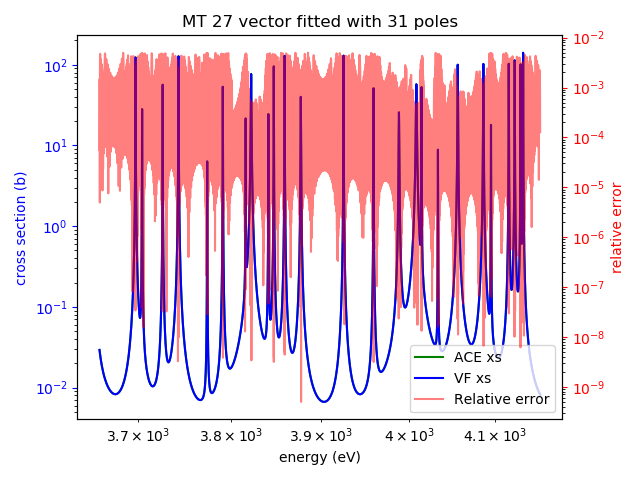 MT 27 vector fitted with 31 poles
cross section (b)
10²
10¹
10⁰
10⁻¹
10⁻²
10⁻²
10⁻³
10⁻⁴
10⁻⁵
10⁻⁶
10⁻⁷
10⁻⁸
10⁻⁹
relative error
ACE xs
VF xs
Relative error
3.7 × 10³ 3.8 × 10³ 3.9 × 10³ 4 × 10³ 4.1 × 10³
energy (eV)